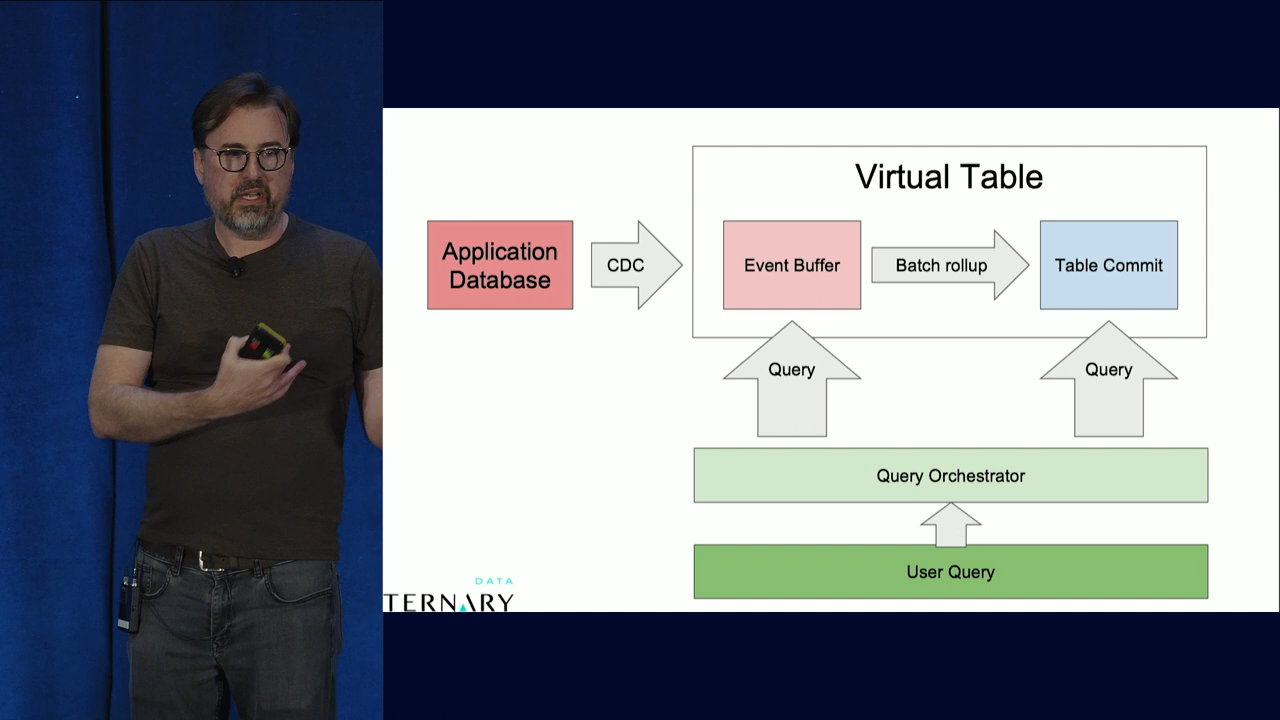 Virtual Table
Application
Database
CDC
Event Buffer
Batch rollup
Table Commit
Query
Query
Query Orchestrator
User Query
DATA
TERNARY